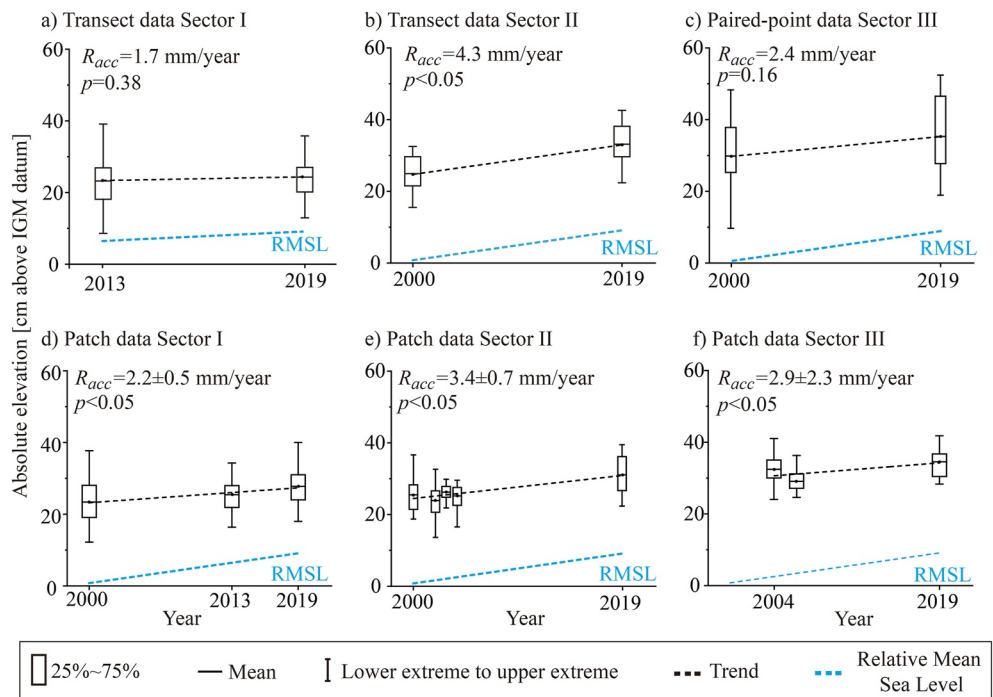 a) Transect data Sector I
b) Transect data Sector II
c) Paired-point data Sector III
Absolute elevation [cm above IGM datum]
60
40
20
0
Racc=1.7 mm/year
p=0.38
RMSL
2013
2019
60
40
20
0
Racc=4.3 mm/year
p<0.05
RMSL
2000
2019
60
40
20
0
Racc=2.4 mm/year
p=0.16
RMSL
2000
2019
d) Patch data Sector I
e) Patch data Sector II
f) Patch data Sector III
60
40
20
0
Racc=2.2±0.5 mm/year
p<0.05
RMSL
2000
2013
2019
Year
60
40
20
0
Racc=3.4±0.7 mm/year
p<0.05
RMSL
2000
2019
Year
60
40
20
0
Racc=2.9±2.3 mm/year
p<0.05
RMSL
2004
2019
Year
25%~75%
Mean
Lower extreme to upper extreme
Trend
Relative Mean
Sea Level